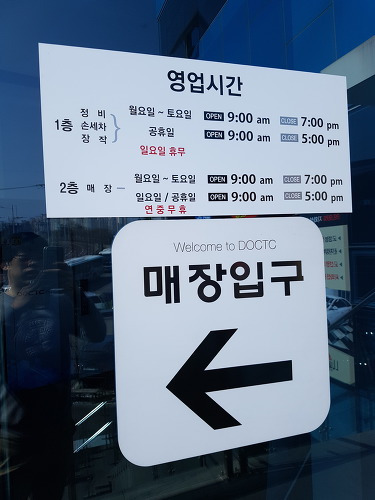 영업시간
1층
정 비
손세차
장 착
월요일 ~ 토요일 OPEN 9:00 am CLOSE 7:00 pm
공휴일 OPEN 9:00 am CLOSE 5:00 pm
일요일 휴무
2층 매 장 월요일 ~ 토요일 OPEN 9:00 am CLOSE 7:00 pm
일요일 / 공휴일 OPEN 9:00 am CLOSE 5:00 pm
연 중 무 휴
Welcome to DOCTC
매장입구